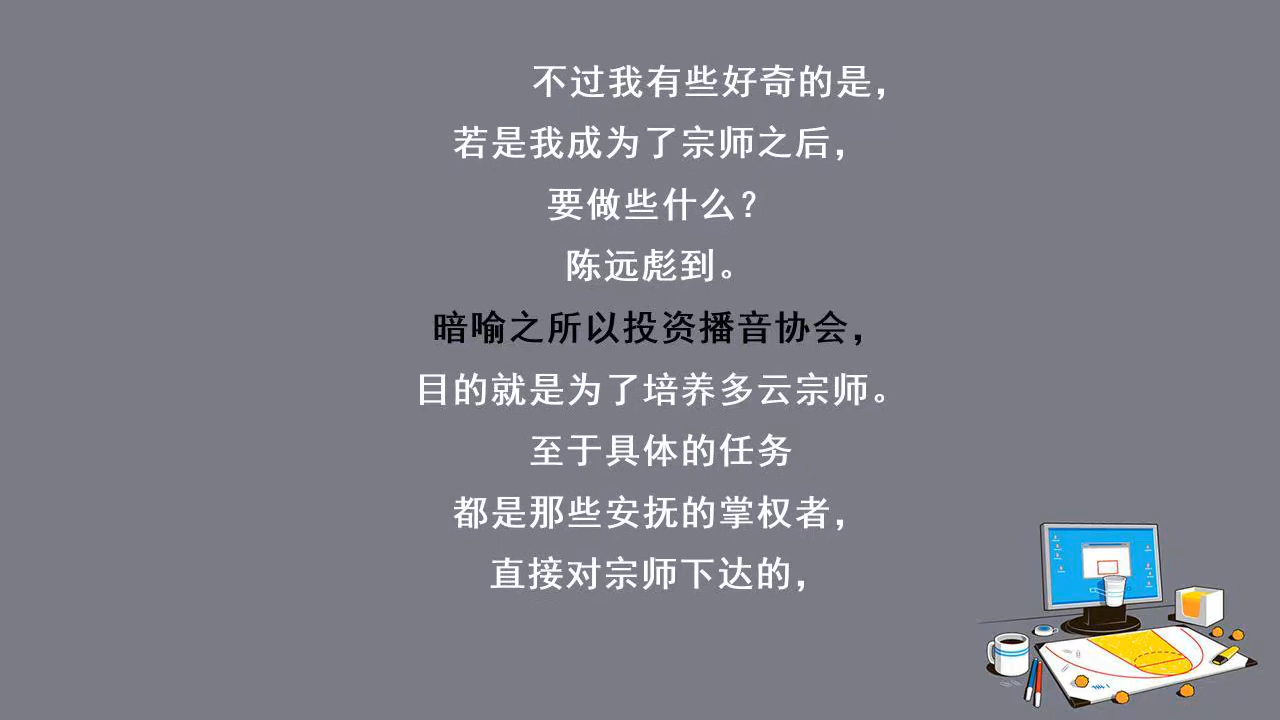 不过我有些好奇的是，
若是我成为了宗师之后，
要做些什么？
陈远彪到。
暗喻之所以投资播音协会，
目的就是为了培养多云宗师。
至于具体的任务
都是那些安抚的掌权者，
直接对宗师下达的，